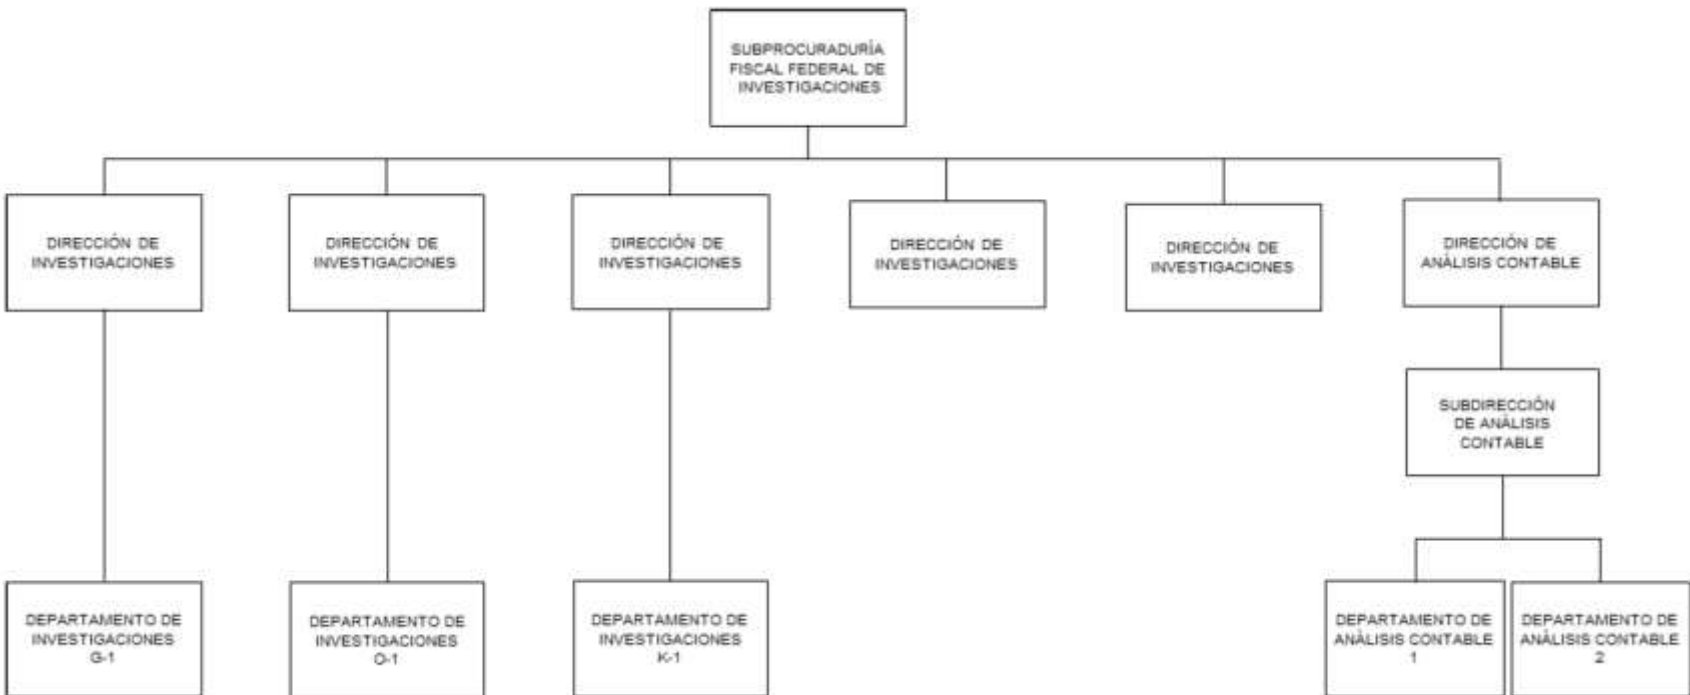 SUBPROCURADURÍA
FISCAL FEDERAL DE
INVESTIGACIONES
DIRECCIÓN DE
INVESTIGACIONES
DIRECCIÓN DE
INVESTIGACIONES
DIRECCIÓN DE
INVESTIGACIONES
DIRECCIÓN DE
INVESTIGACIONES
DIRECCIÓN DE
INVESTIGACIONES
DIRECCIÓN DE
ANÁLISIS CONTABLE
SUBDIRECCIÓN
DE ANÁLISIS
CONTABLE
DEPARTAMENTO DE
INVESTIGACIONES
G-1
DEPARTAMENTO DE
INVESTIGACIONES
O-1
DEPARTAMENTO DE
INVESTIGACIONES
K-1
DEPARTAMENTO DE
ANÁLISIS CONTABLE
1
DEPARTAMENTO DE
ANÁLISIS CONTABLE
2